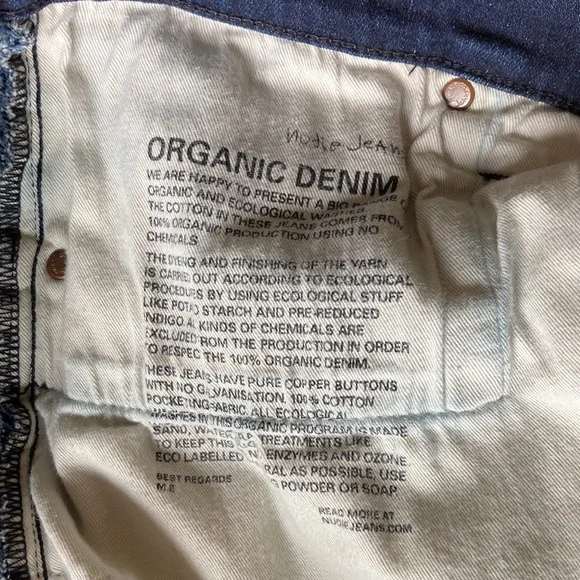 Nudie Jeans
ORGANIC DENIM
WE ARE HAPPY TO PRESENT A BIG RANGE OF
ORGANIC AND ECOLOGICAL WASHES.
THE COTTON IN THESE JEANS COMES FROM
100% ORGANIC PRODUCTION USING NO
CHEMICALS
THE DYEING AND FINISHING OF THE YARN
IS CARRIED OUT ACCORDING TO ECOLOGICAL
PROCEDURES BY USING ECOLOGICAL STUFF
LIKE POTATO STARCH AND PRE-REDUCED
INDIGO. ALL KINDS OF CHEMICALS ARE
EXCLUDED FROM THE PRODUCTION IN ORDER
TO RESPECT THE 100% ORGANIC DENIM.
THESE JEANS HAVE PURE COPPER BUTTONS
WITH NO GALVANISATION. 100% COTTON
POCKETING FABRIC. ALL ECOLOGICAL
WASHES BY THIS ORGANIC PROGRAM IS MADE
SAND, WATER TREATMENTS LIKE
TO KEEP THIS ENZYMES AND OZONE.
ECO LABELLED AS POSSIBLE, USE
POWDER OR SOAP
BEST REGARDS
M.E
READ MORE AT
NUDIEJEANS.COM